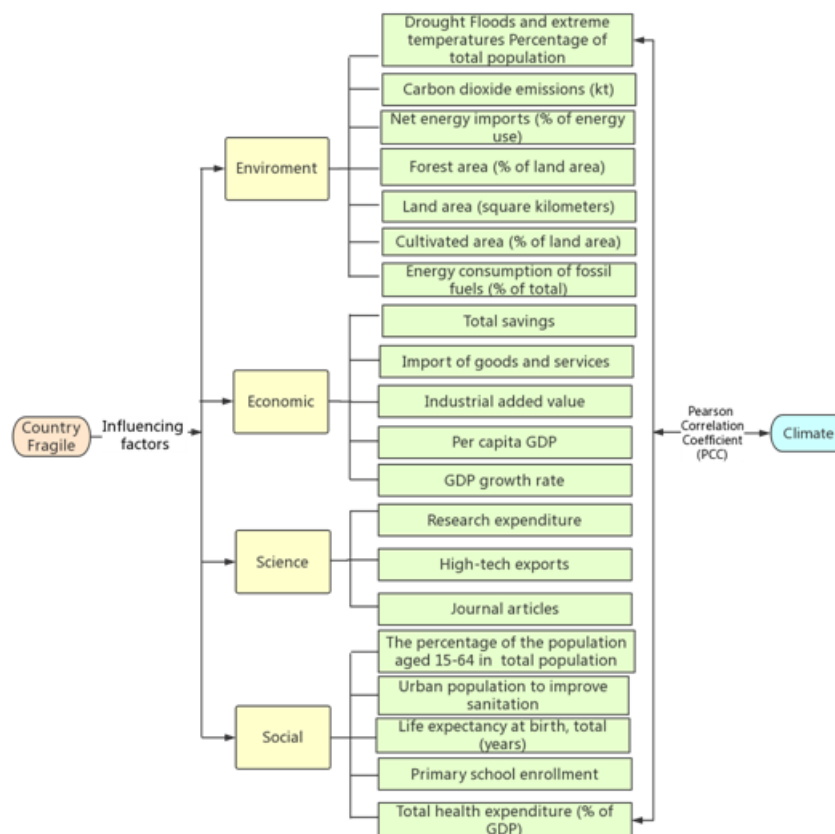 Drought Floods and extreme
temperatures Percentage of
total population
Carbon dioxide emissions (kt)
Net energy imports (% of energy
use)
Enviroment
Forest area (% of land area)
Land area (square kilometers)
Cultivated area (% of land area)
Energy consumption of fossil
fuels (% of total)
Total savings
Import of goods and services
Economic
Industrial added value
Per capita GDP
GDP growth rate
Country
Fragile
Influencing
factors
Pearson
Correlation
Coefficient
(PCC)
Climate
Research expenditure
Science
High-tech exports
Journal articles
The percentage of the population
aged 15-64 in total population
Urban population to improve
sanitation
Social
Life expectancy at birth, total
(years)
Primary school enrollment
Total health expenditure (% of
GDP)